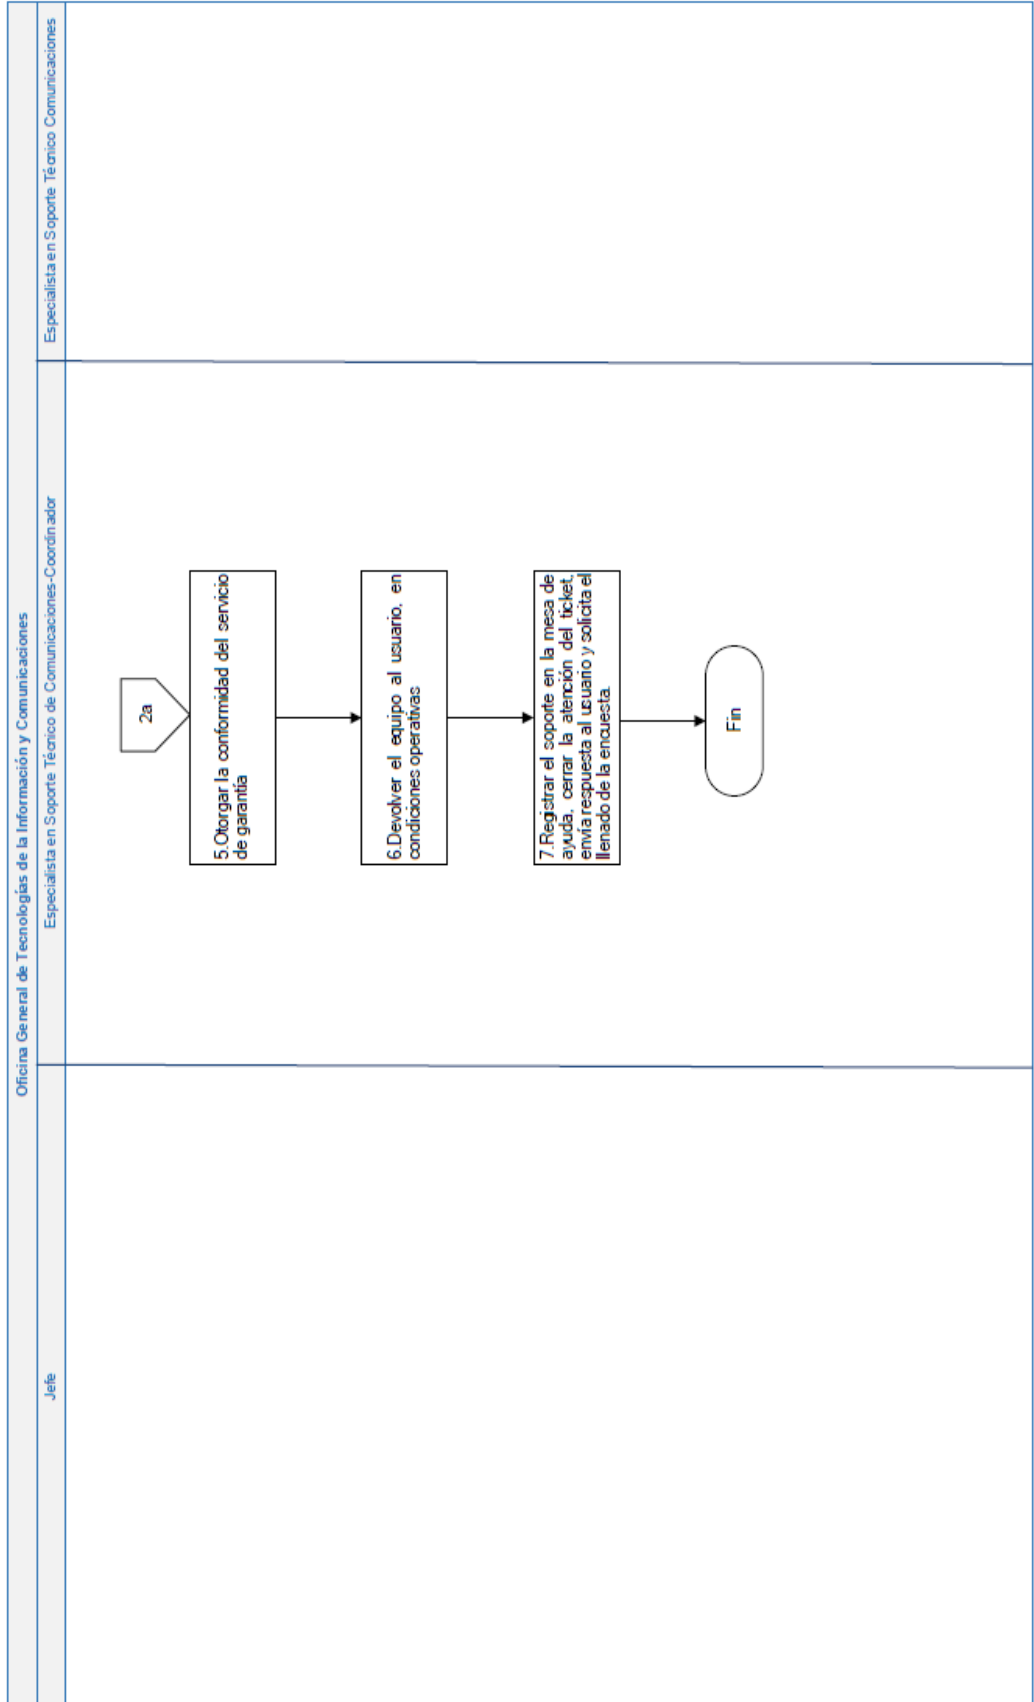 Oficina General de Tecnologías de la Información y Comunicaciones
Jefe
Especialista en Soporte Técnico de Comunicaciones-Coordinador
Especialista en Soporte Técnico Comunicaciones
2a
5.Otorgar la conformidad del servicio
de garantía
6.Devolver el equipo al usuario, en
condiciones operativas
7.Registrar el soporte en la mesa de
ayuda, cerrar la atención del ticket,
envía respuesta al usuario y solicita el
llenado de la encuesta.
Fin